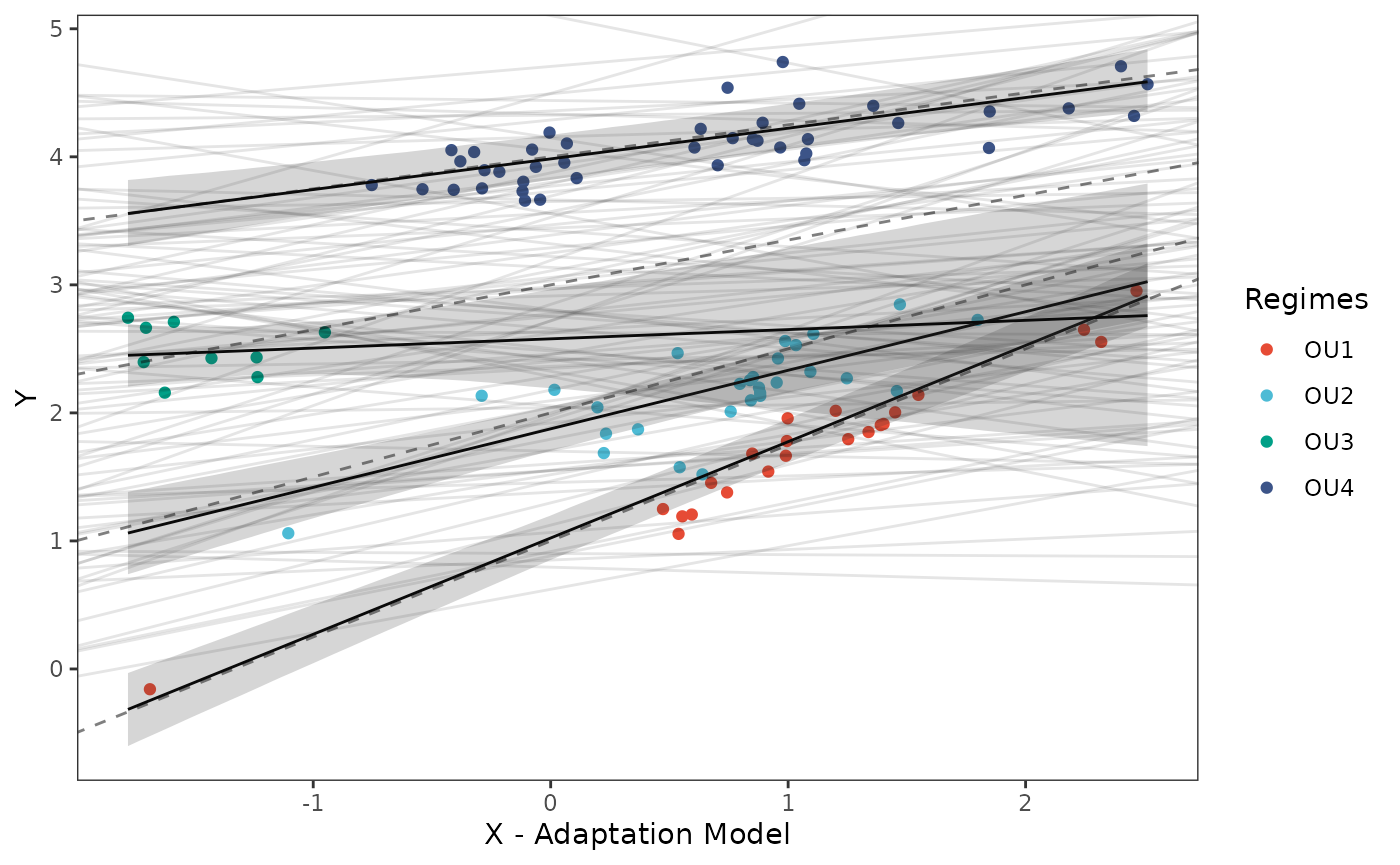 5
4
3
2
1
0
Y
-1 0 1 2
X - Adaptation Model
Regimes
OU1
OU2
OU3
OU4